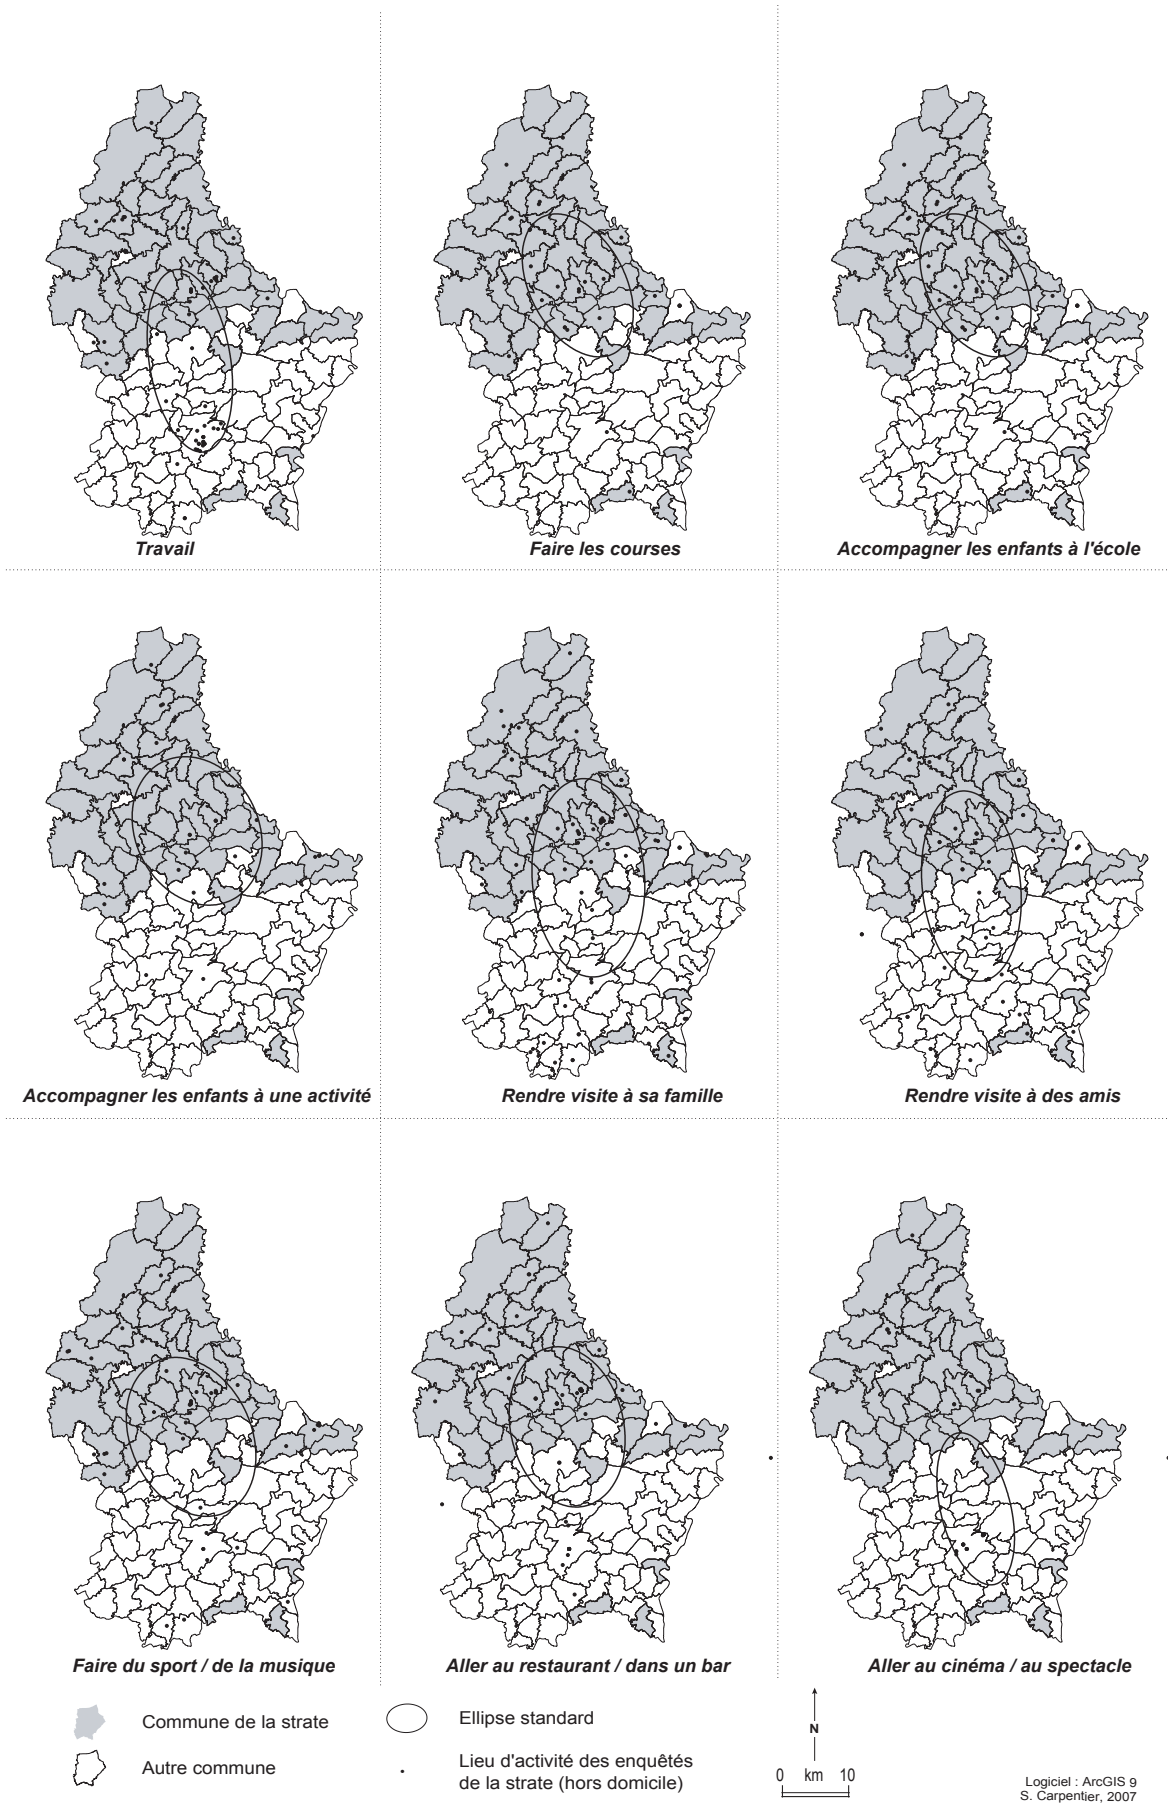 Travail
Faire les courses
Accompagner les enfants à l'école
Accompagner les enfants à une activité
Rendre visite à sa famille
Rendre visite à des amis
Faire du sport / de la musique
Aller au restaurant / dans un bar
Aller au cinéma / au spectacle
Commune de la strate
Autre commune
Ellipse standard
Lieu d'activité des enquêtés
de la strate (hors domicile)
N
0 km 10
Logiciel : ArcGIS 9
S. Carpentier, 2007